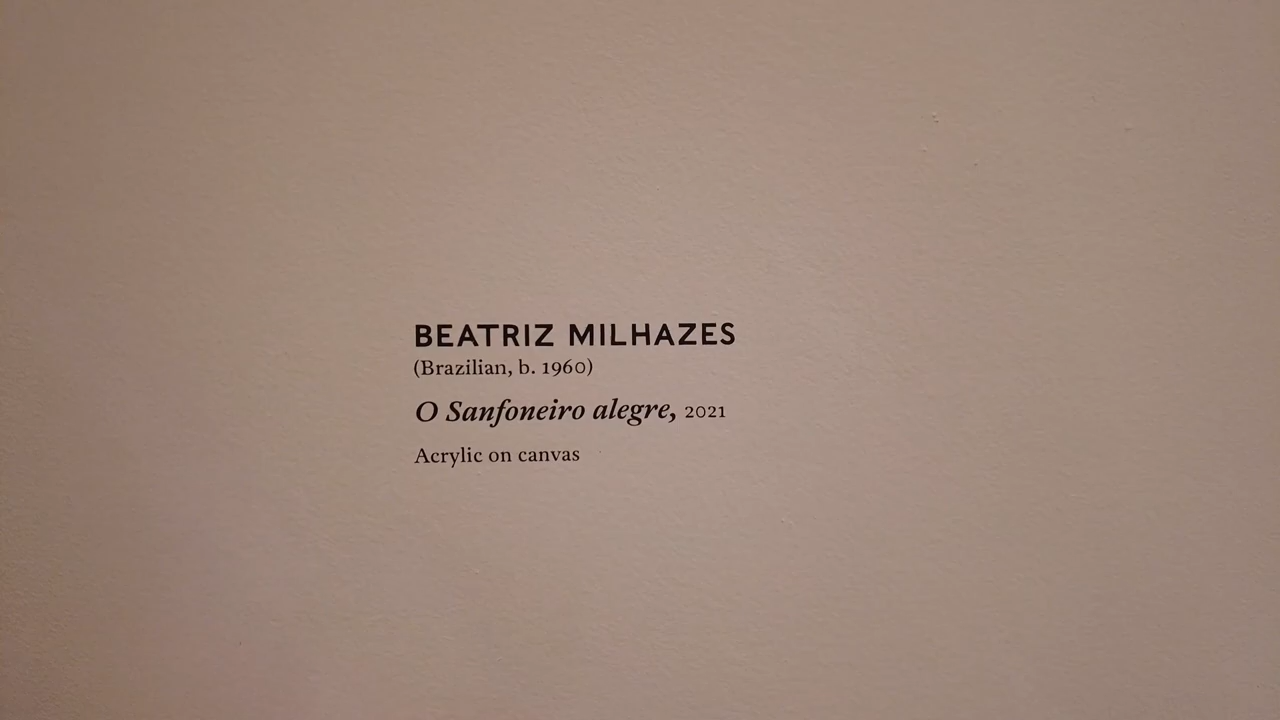 BEATRIZ MILHAZES
(Brazilian, b. 1960)
O Sanfoneiro alegre, 2021
Acrylic on canvas